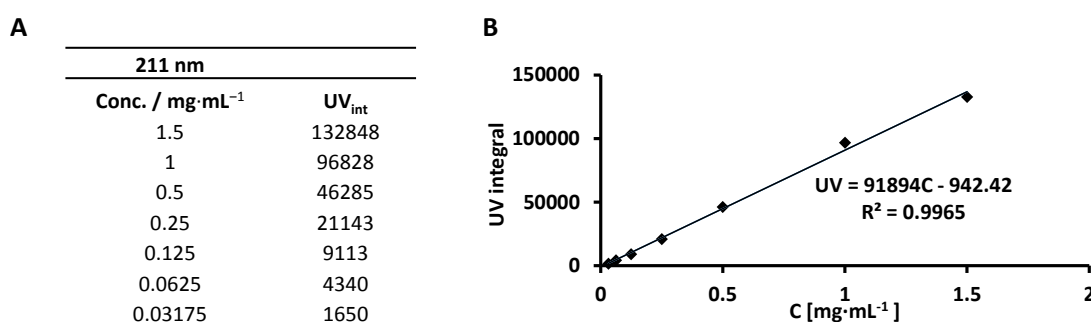 A
211 nm
Conc. / mg·mL⁻¹ UVint
1.5 132848
1 96828
0.5 46285
0.25 21143
0.125 9113
0.0625 4340
0.03175 1650
B
150000
100000
50000
0
UV integral
UV = 91894C - 942.42
R² = 0.9965
0 0.5 1 1.5 2
C [mg·mL⁻¹ ]